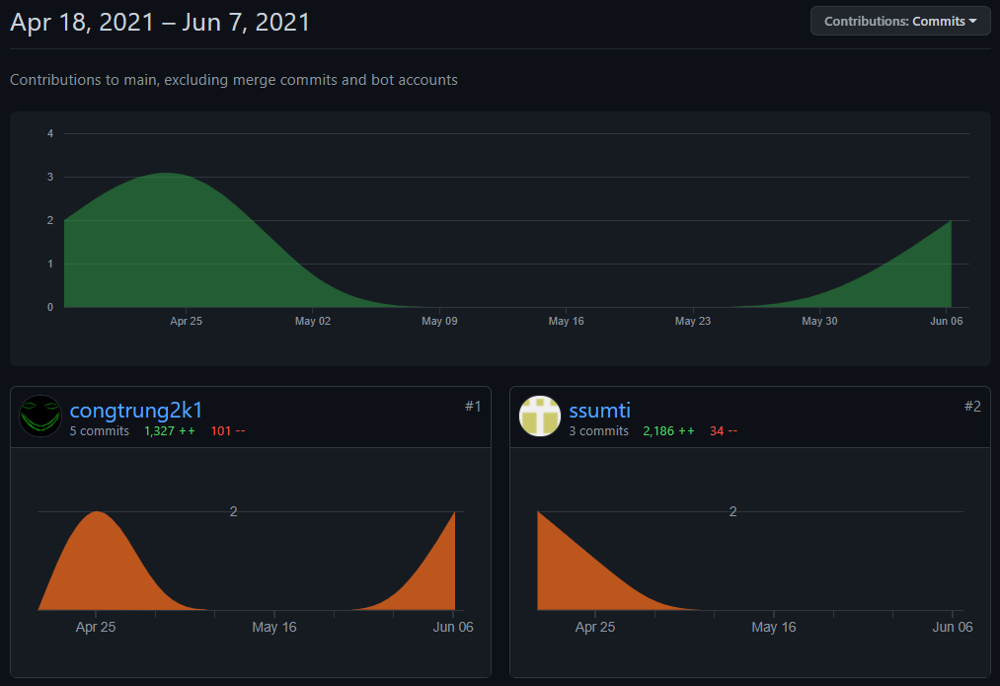 Apr 18, 2021 – Jun 7, 2021
Contributions: Commits
Contributions to main, excluding merge commits and bot accounts
4
3
2
1
0
Apr 25 May 02 May 09 May 16 May 23 May 30 Jun 06
congtrung2k1 #1
5 commits 1,327 ++ 101 --
2
Apr 25 May 16 Jun 06
ssumti #2
3 commits 2,186 ++ 34 --
2
Apr 25 May 16 Jun 06